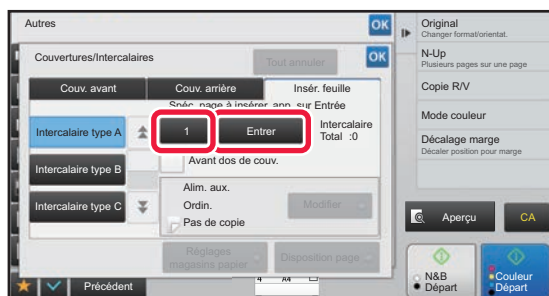 Autres
OK
Original
Changer format/orientat.
Couvertures/Intercalaires
Tout annuler
OK
N-Up
Plusieurs pages sur une page
Couv. avant
Couv. arrière
Insér. feuille
Copie R/V
Spéc. page à insérer, app. sur Entrée
Intercalaire type A
1
Entrer
Intercalaire
Total :0
Mode couleur
Avant dos de couv.
Décalage marge
Décaler position pour marge
Intercalaire type B
Alim. aux.
Intercalaire type C
Ordin.
Modifier
Pas de copie
Aperçu
CA
Réglages
magasins papier
Disposition page
Précédent
A4
N&B
Départ
Couleur
Départ